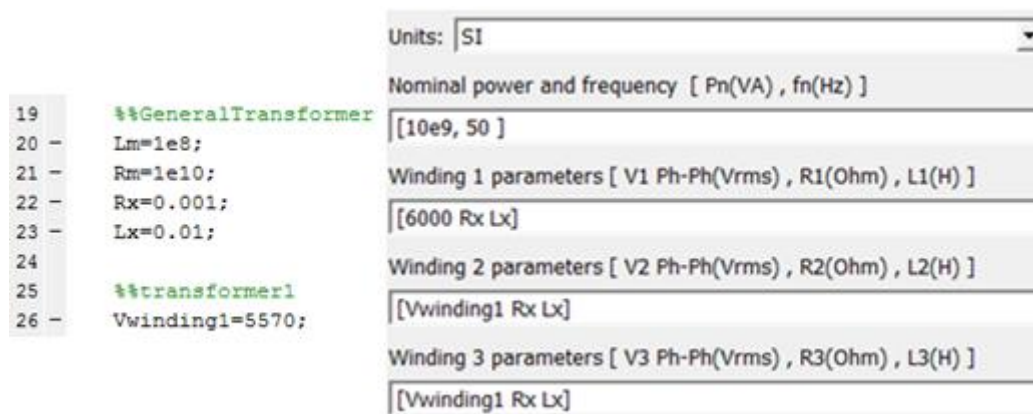 19 %%GeneralTransformer
20 - Lm=1e8;
21 - Rm=1e10;
22 - Rx=0.001;
23 - Lx=0.01;
24
25 %%transformer1
26 - Vwinding1=5570;
Units: SI
Nominal power and frequency [ Pn(VA) , fn(Hz) ]
[10e9, 50 ]
Winding 1 parameters [ V1 Ph-Ph(Vrms) , R1(Ohm) , L1(H) ]
[6000 Rx Lx]
Winding 2 parameters [ V2 Ph-Ph(Vrms) , R2(Ohm) , L2(H) ]
[Vwinding1 Rx Lx]
Winding 3 parameters [ V3 Ph-Ph(Vrms) , R3(Ohm) , L3(H) ]
[Vwinding1 Rx Lx]